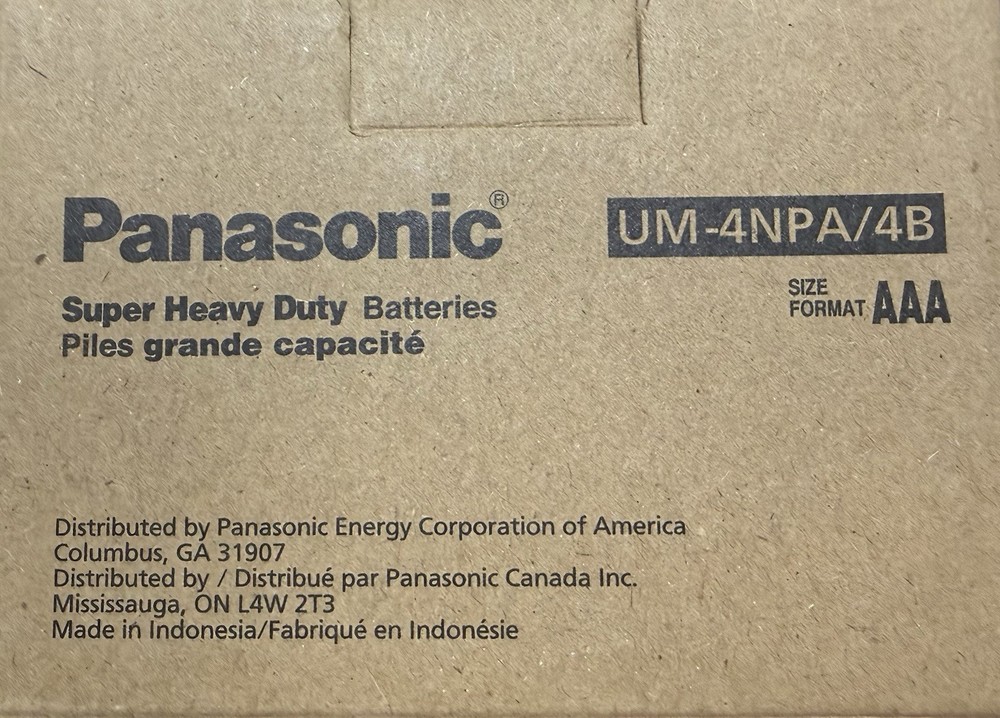 Panasonic®
UM-4NPA/4B
Super Heavy Duty Batteries
Piles grande capacité
SIZE
FORMAT AAA
Distributed by Panasonic Energy Corporation of America
Columbus, GA 31907
Distributed by / Distribué par Panasonic Canada Inc.
Mississauga, ON L4W 2T3
Made in Indonesia/Fabriqué en Indonésie